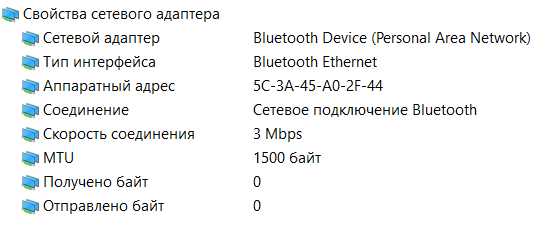 Свойства сетевого адаптера
Сетевой адаптер Bluetooth Device (Personal Area Network)
Тип интерфейса Bluetooth Ethernet
Аппаратный адрес 5C-3A-45-A0-2F-44
Соединение Сетевое подключение Bluetooth
Скорость соединения 3 Mbps
MTU 1500 байт
Получено байт 0
Отправлено байт 0